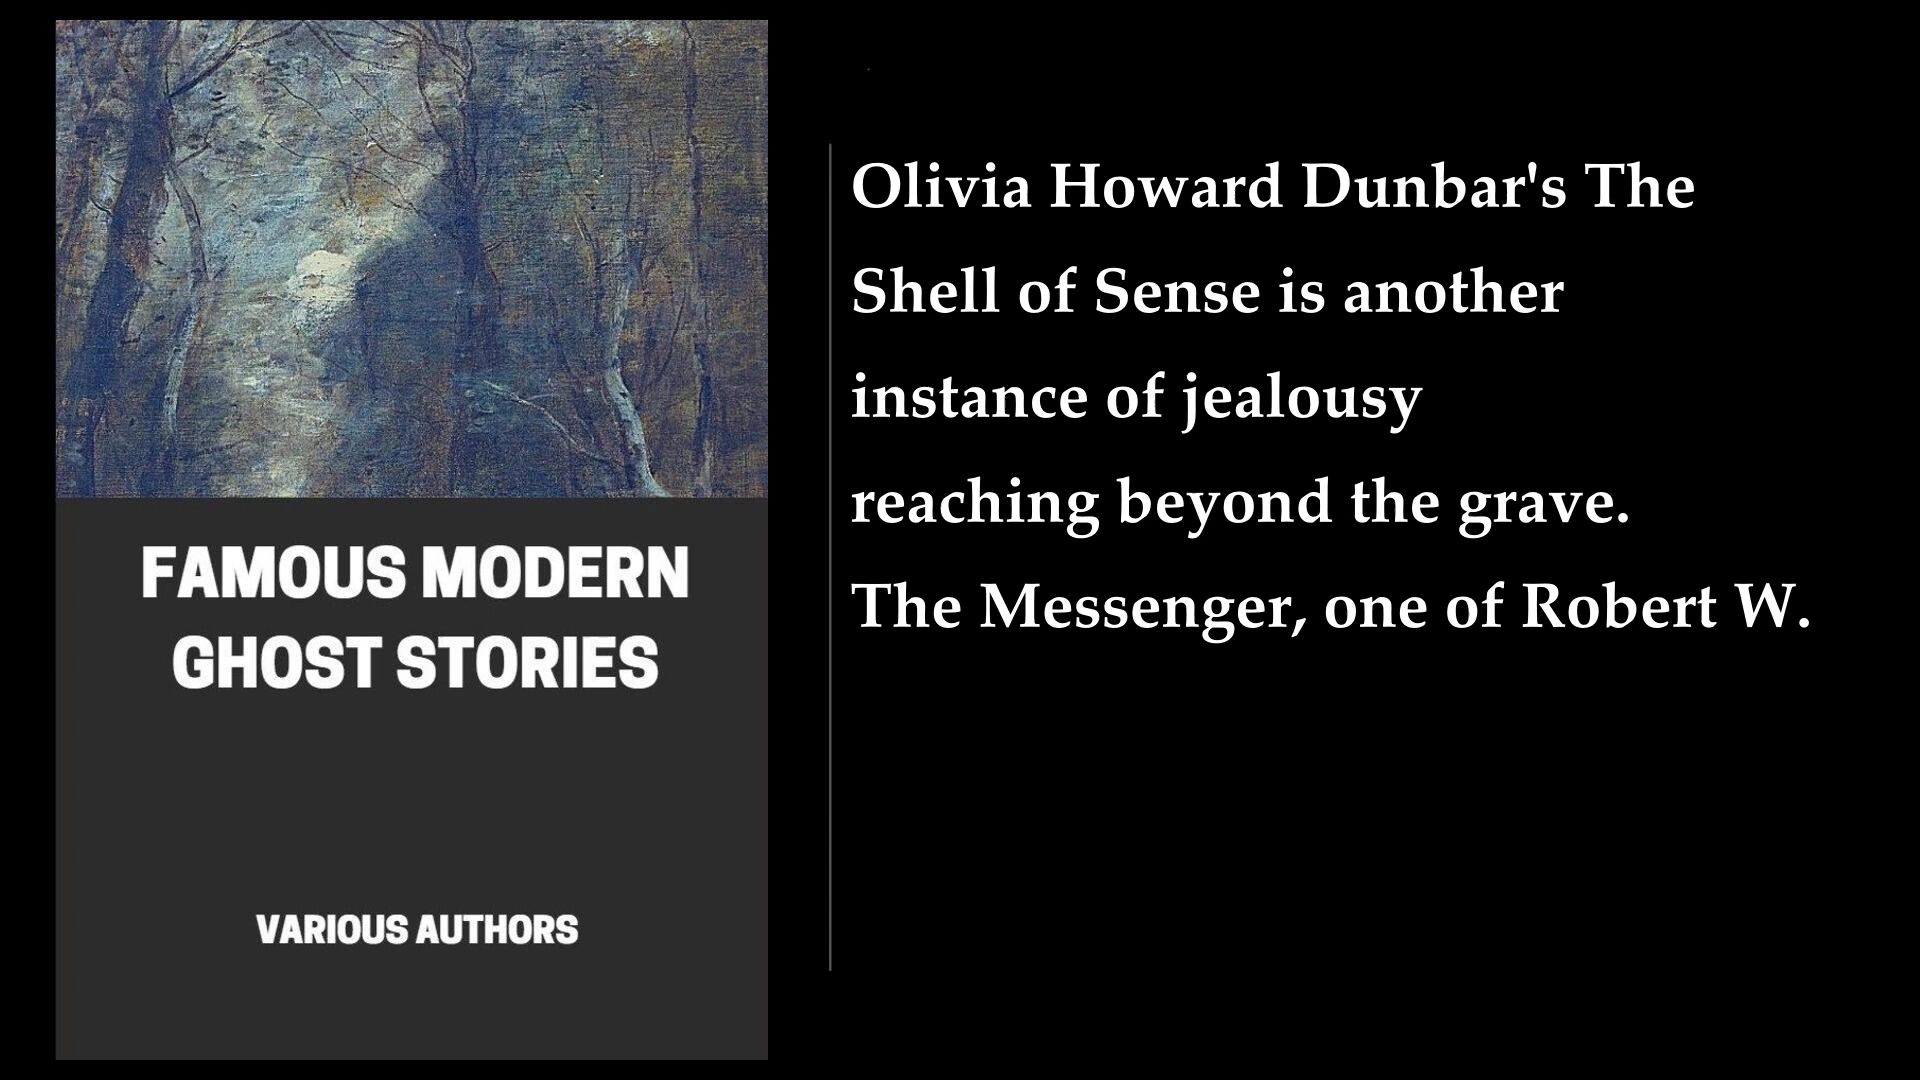 FAMOUS MODERN
GHOST STORIES
VARIOUS AUTHORS
Olivia Howard Dunbar's The
Shell of Sense is another
instance of jealousy
reaching beyond the grave.
The Messenger, one of Robert W.